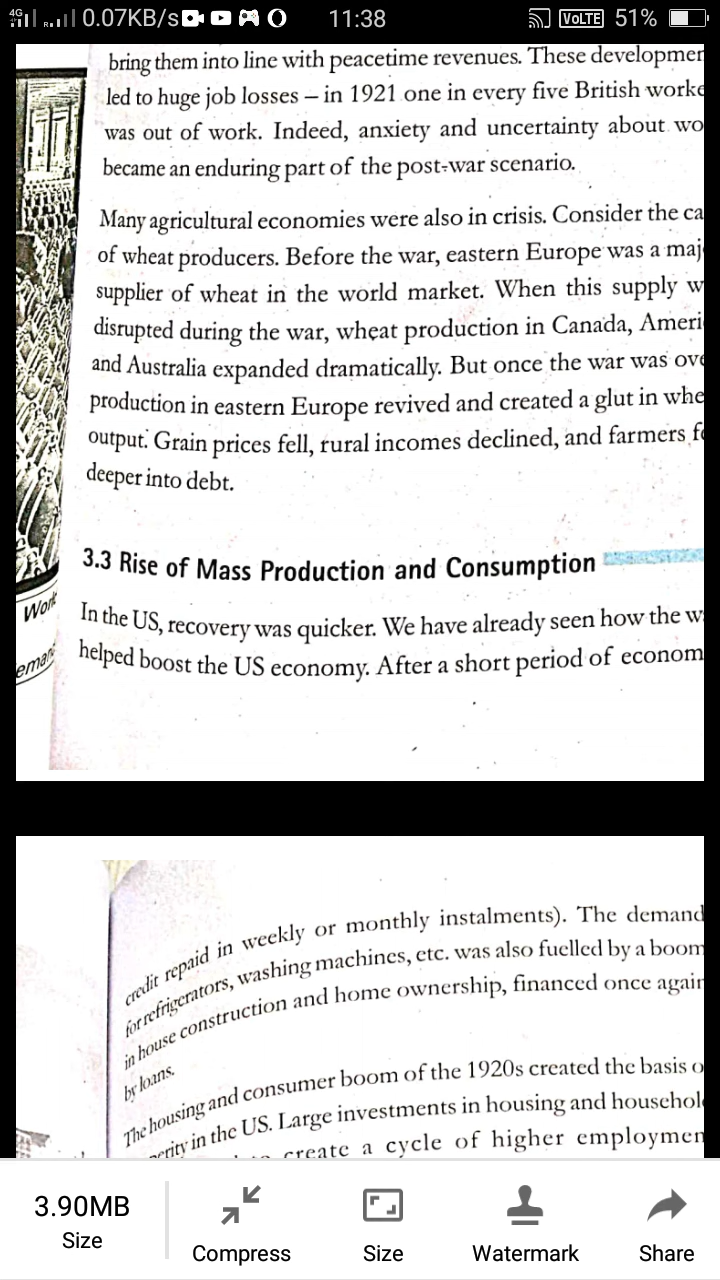 4G R 0.07KB/s 11:38 VoLTE 51%
bring them into line with peacetime revenues. These developmen
led to huge job losses – in 1921 one in every five British worke
was out of work. Indeed, anxiety and uncertainty about wo
became an enduring part of the post-war scenario.
Many agricultural economies were also in crisis. Consider the ca
of wheat producers. Before the war, eastern Europe was a maj
supplier of wheat in the world market. When this supply w
disrupted during the war, wheat production in Canada, Ameri
and Australia expanded dramatically. But once the war was ove
production in eastern Europe revived and created a glut in whe
output. Grain prices fell, rural incomes declined, and farmers fe
deeper into debt.
3.3 Rise of Mass Production and Consumption
In the US, recovery was quicker. We have already seen how the w
helped boost the US economy. After a short period of econom
Work
eman
credit repaid in weekly or monthly instalments). The demand
for refrigerators, washing machines, etc. was also fuelled by a boom
in house construction and home ownership, financed once again
by loans.
The housing and consumer boom of the 1920s created the basis o
erity in the US. Large investments in housing and househol
create a cycle of higher employmen
3.90MB
Size
Compress
Size
Watermark
Share